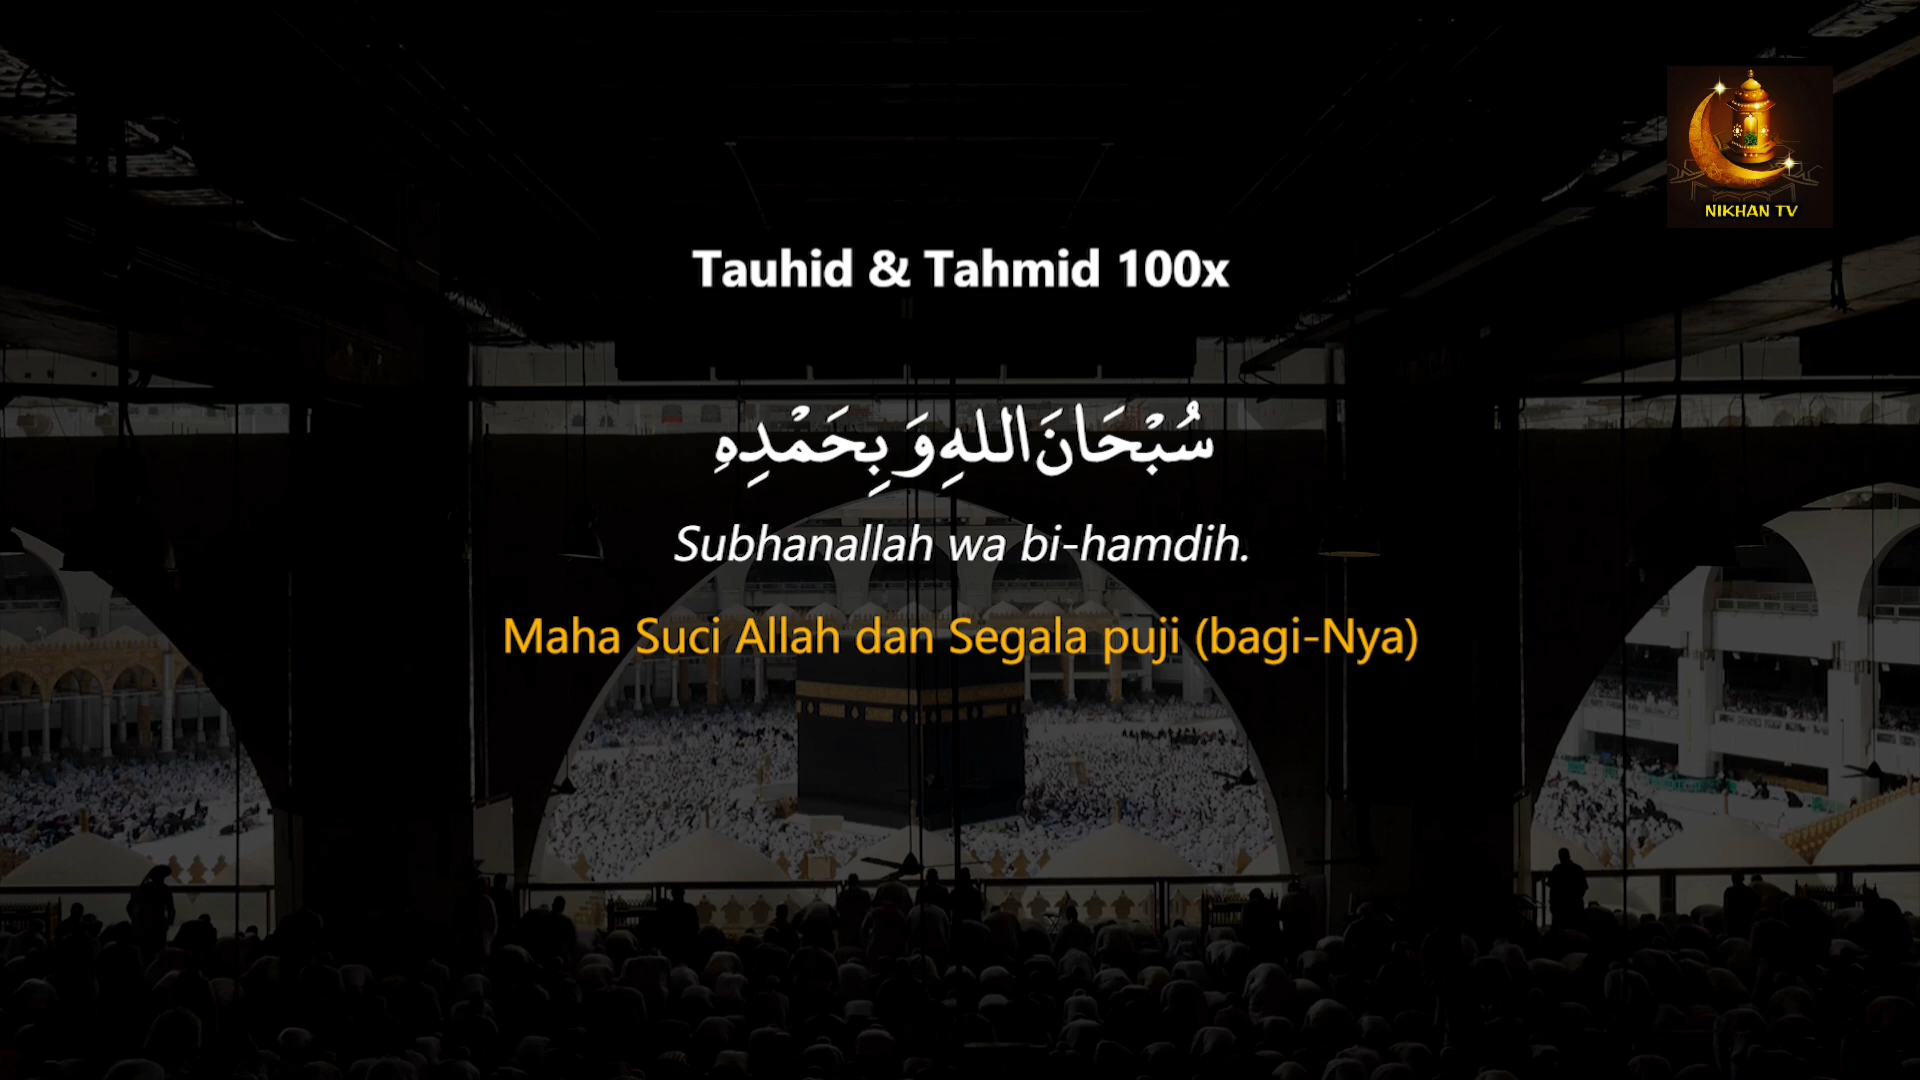 NIKHAN TV
Tauhid & Tahmid 100x
سُبْحَانَ اللهِ وَ بِحَمْدِهِ
Subhanallah wa bi-hamdih.
Maha Suci Allah dan Segala puji (bagi-Nya)